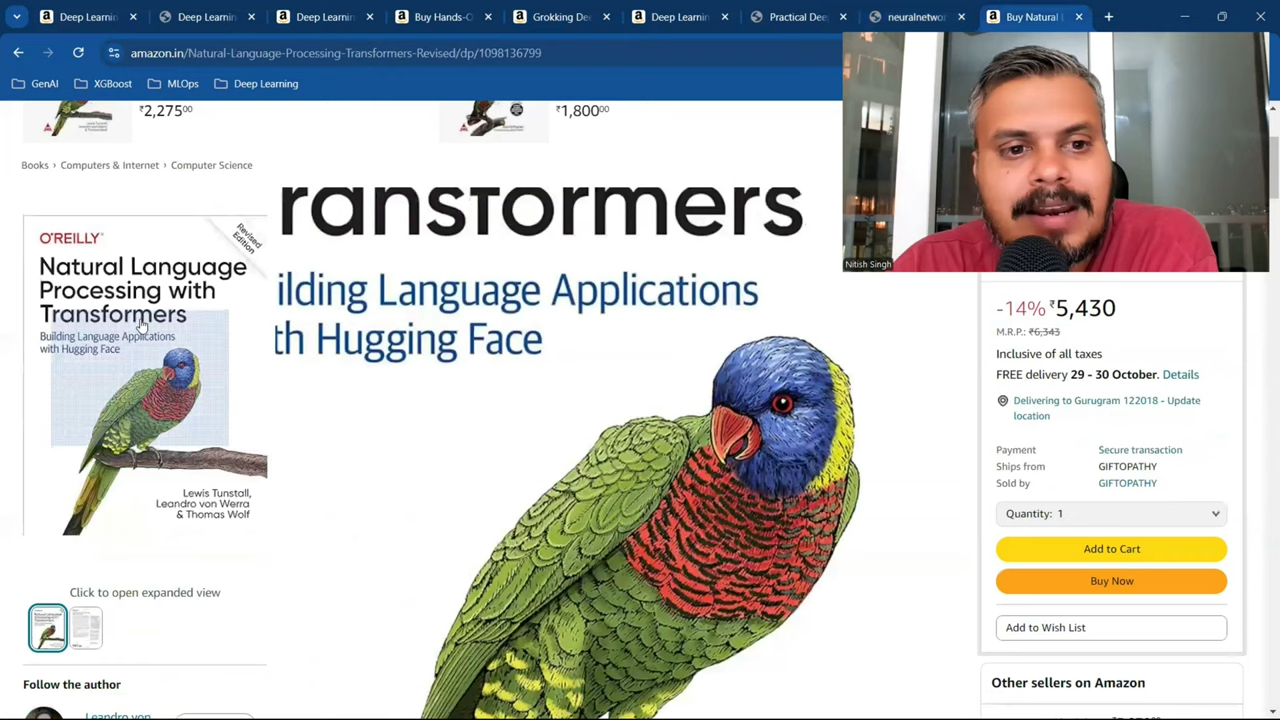 Deep Learnin
Deep Learnin
Deep Learnin
Buy Hands-O
Grokking De
Deep Learnin
Practical Dee
neuralnetwor
Buy Natural
amazon.in/Natural-Language-Processing-Transformers-Revised/dp/1098136799
GenAI
XGBoost
MLOps
Deep Learning
₹2,27500
₹1,80000
Books › Computers & Internet › Computer Science
O'REILLY®
Revised
Edition
Natural Language
Processing with
Transformers
Building Language Applications
with Hugging Face
Lewis Tunstall,
Leandro von Werra
& Thomas Wolf
Click to open expanded view
Follow the author
Leandro von
ransformers
ilding Language Applications
th Hugging Face
Nitish Singh
-14% ₹5,430
M.R.P.: ₹6,343
Inclusive of all taxes
FREE delivery 29 - 30 October. Details
Delivering to Gurugram 122018 - Update
location
Payment Secure transaction
Ships from GIFTOPATHY
Sold by GIFTOPATHY
Quantity: 1
Add to Cart
Buy Now
Add to Wish List
Other sellers on Amazon